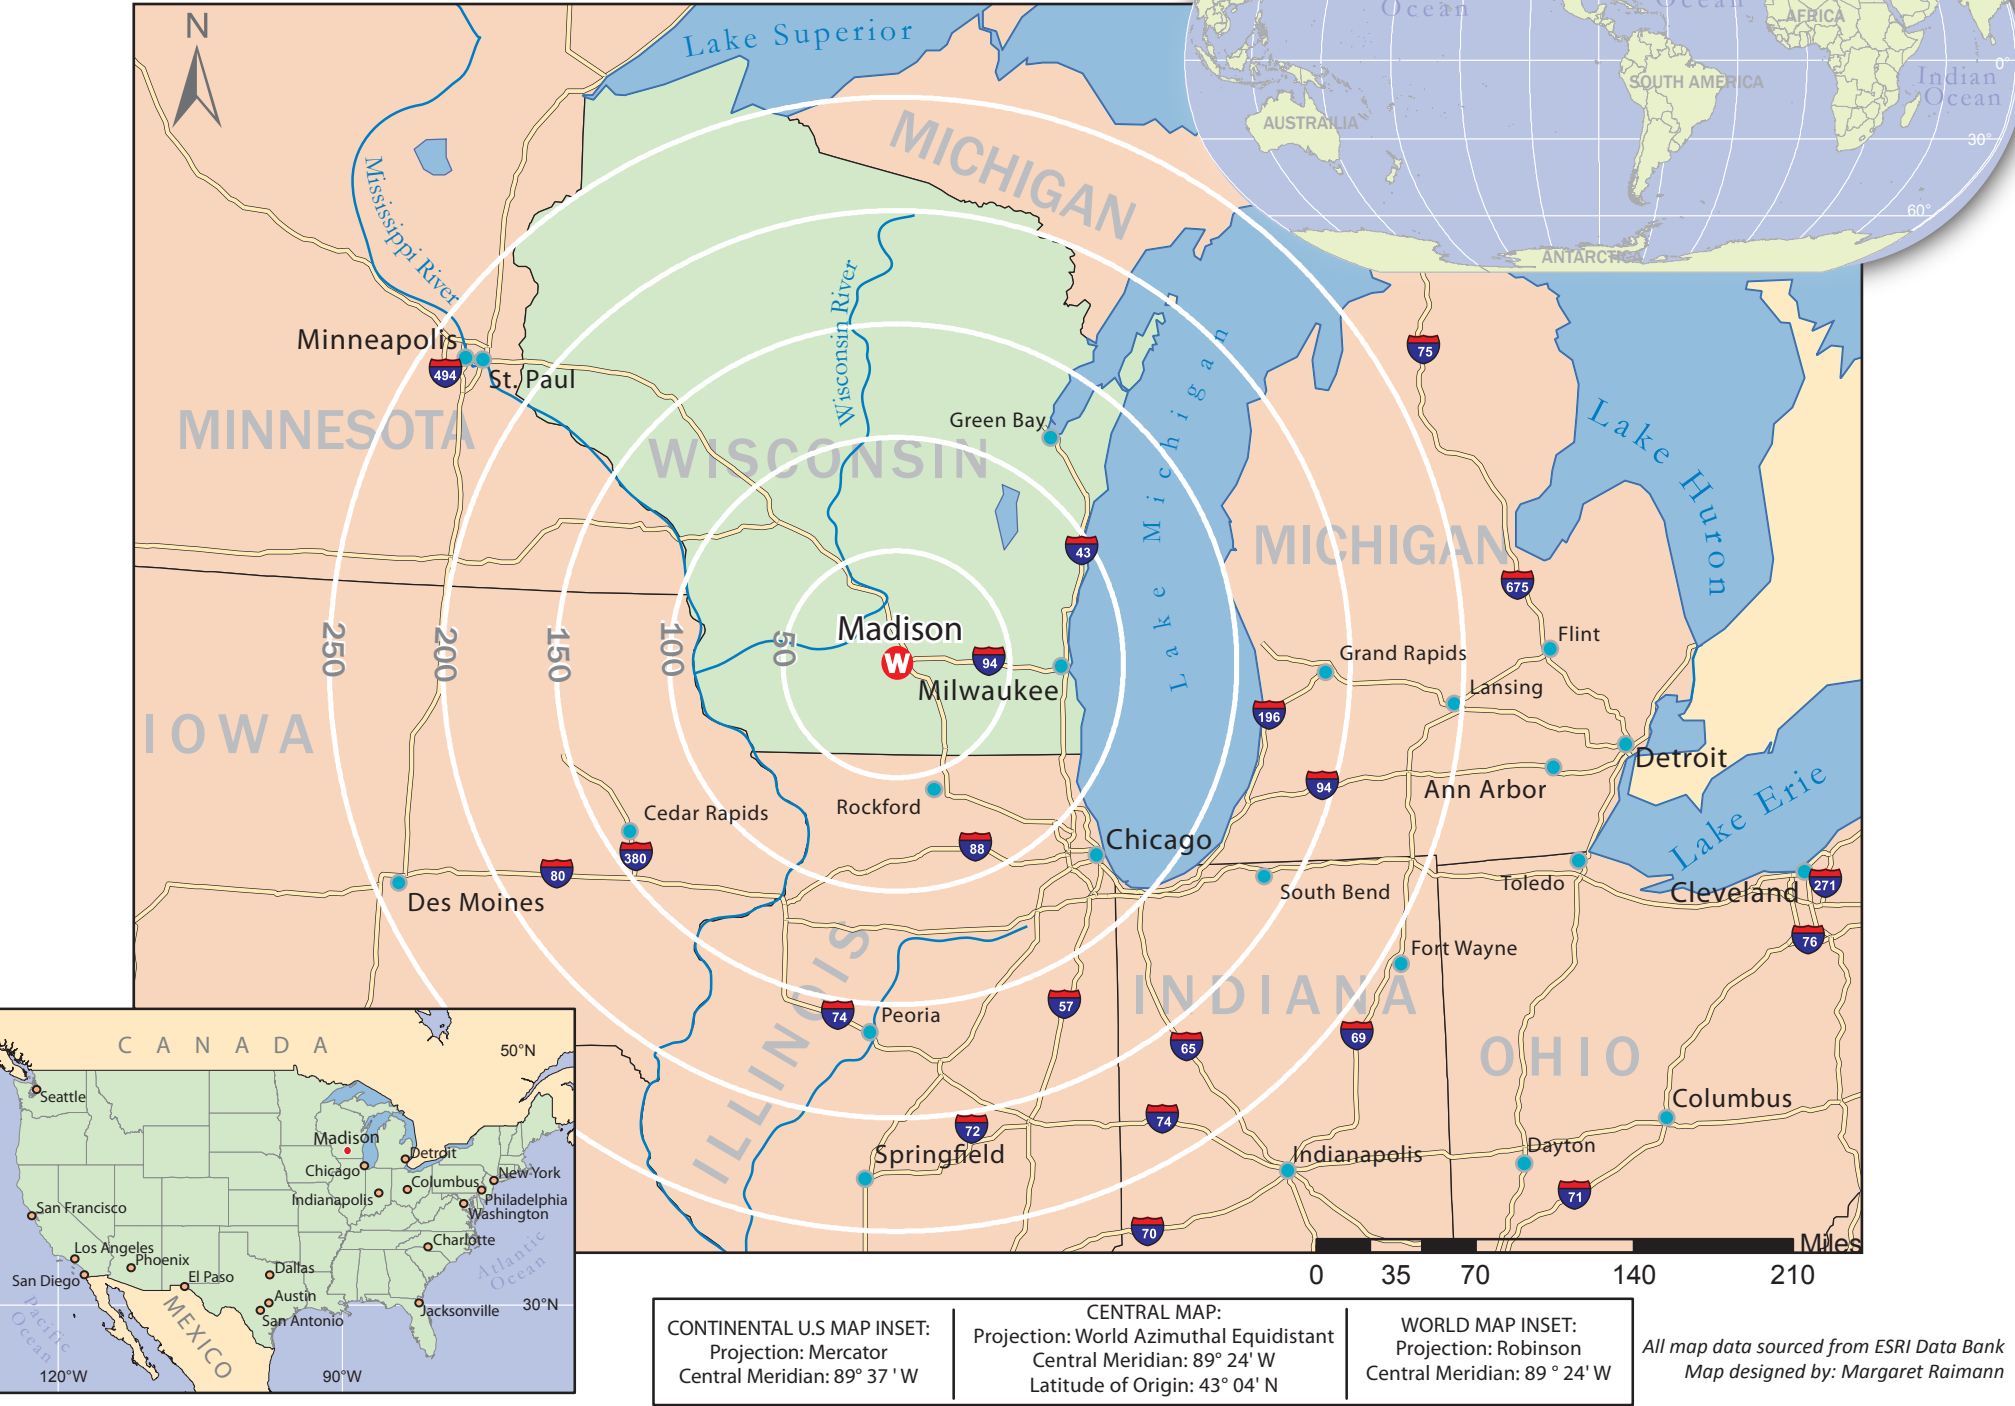 N
Lake Superior
Ocean
Ocean
AFRICA
SOUTH AMERICA
0°
Indian
Ocean
AUSTRAILIA
30°
60°
ANTARCTICA
MICHIGAN
Mississippi River
Wisconsin River
Minneapolis
494
St. Paul
MINNESOTA
WISCONSIN
Green Bay
Lake Michigan
75
Lake Huron
MICHIGAN
43
675
250
200
150
100
50
Madison
W
94
Milwaukee
Grand Rapids
Flint
Lansing
196
IOWA
Detroit
94
Ann Arbor
Lake Erie
Cedar Rapids
380
80
Rockford
88
Chicago
Des Moines
South Bend
Toledo
Cleveland
271
76
Fort Wayne
ILLINOIS
INDIANA
OHIO
74
Peoria
57
65
69
72
74
Springfield
Indianapolis
Columbus
Dayton
71
70
Miles
0 35 70 140 210
CANADA
50°N
Seattle
Madison
Detroit
Chicago
New York
Columbus
Indianapolis
Philadelphia
Washington
San Francisco
Charlotte
Los Angeles
Phoenix
Atlantic
Ocean
San Diego
El Paso
Dallas
Austin
San Antonio
Jacksonville
30°N
Pacific
Ocean
MEXICO
120°W
90°W
CONTINENTAL U.S MAP INSET:
Projection: Mercator
Central Meridian: 89° 37 ' W
CENTRAL MAP:
Projection: World Azimuthal Equidistant
Central Meridian: 89° 24' W
Latitude of Origin: 43° 04' N
WORLD MAP INSET:
Projection: Robinson
Central Meridian: 89 ° 24' W
All map data sourced from ESRI Data Bank
Map designed by: Margaret Raimann